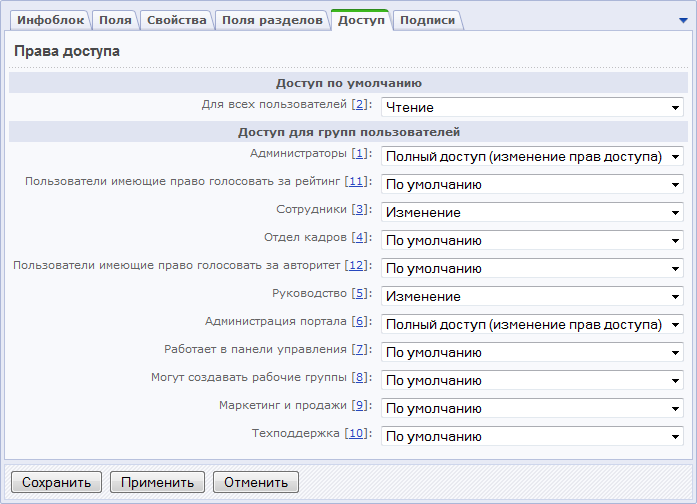 Инфоблок Поля Свойства Поля разделов Доступ Подписи
Права доступа
Доступ по умолчанию
Для всех пользователей [2]: Чтение
Доступ для групп пользователей
Администраторы [1]: Полный доступ (изменение прав доступа)
Пользователи имеющие право голосовать за рейтинг [11]: По умолчанию
Сотрудники [3]: Изменение
Отдел кадров [4]: По умолчанию
Пользователи имеющие право голосовать за авторитет [12]: По умолчанию
Руководство [5]: Изменение
Администрация портала [6]: Полный доступ (изменение прав доступа)
Работает в панели управления [7]: По умолчанию
Могут создавать рабочие группы [8]: По умолчанию
Маркетинг и продажи [9]: По умолчанию
Техподдержка [10]: По умолчанию
Сохранить Применить Отменить